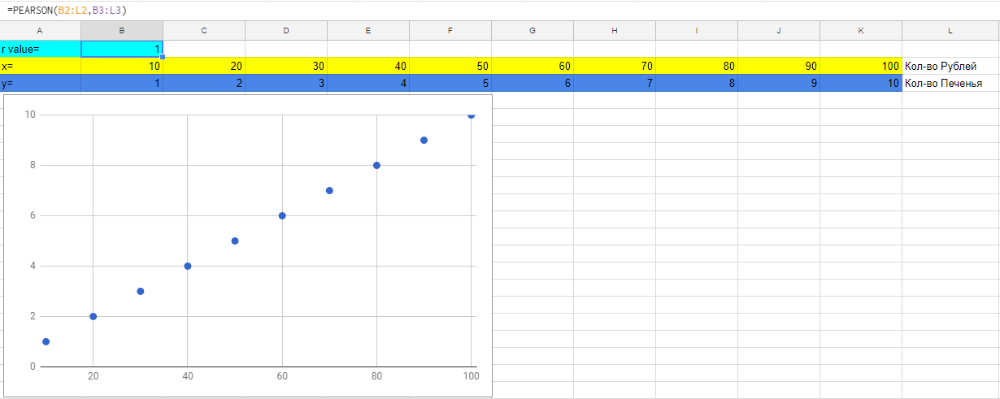 =PEARSON(B2:L2,B3:L3)
A B C D E F G H I J K L
r value= 1
x= 10 20 30 40 50 60 70 80 90 100 Кол-во Рублей
y= 1 2 3 4 5 6 7 8 9 10 Кол-во Печенья
10
8
6
4
2
0
20 40 60 80 100